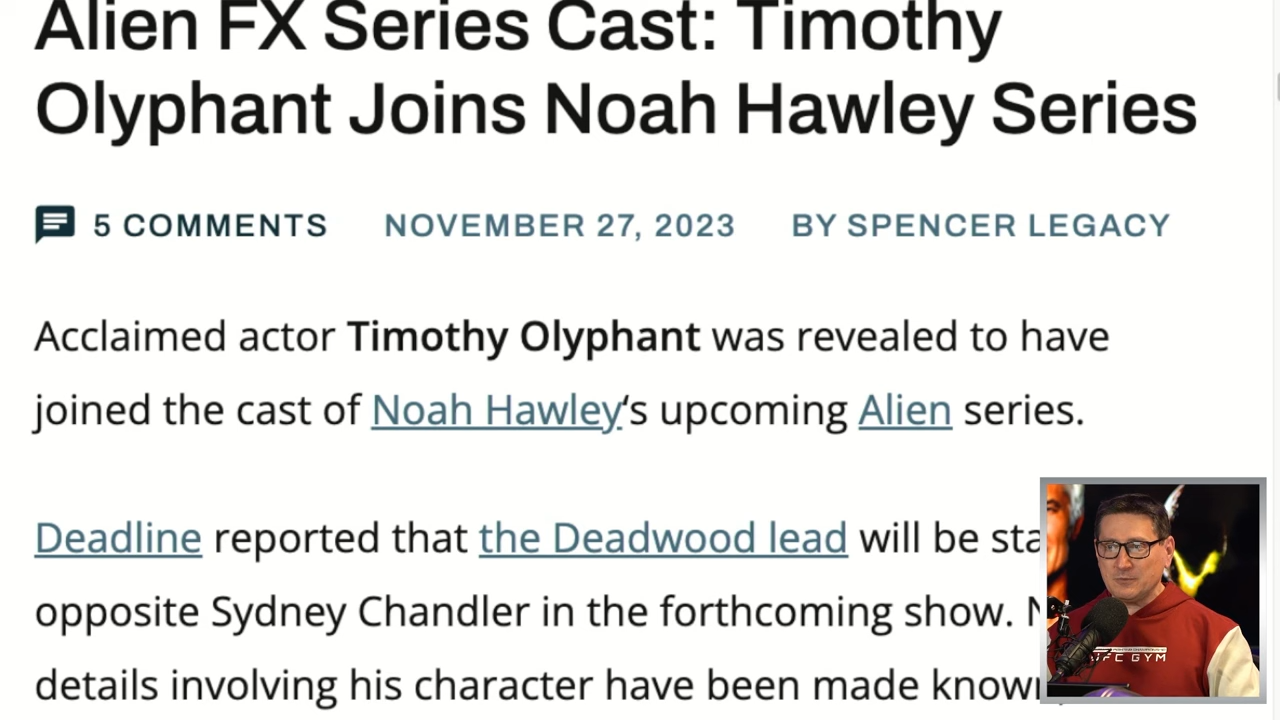 Alien FX Series Cast: Timothy
Olyphant Joins Noah Hawley Series
5 COMMENTS NOVEMBER 27, 2023 BY SPENCER LEGACY
Acclaimed actor Timothy Olyphant was revealed to have
joined the cast of Noah Hawley‘s upcoming Alien series.
Deadline reported that the Deadwood lead will be
opposite Sydney Chandler in the forthcoming show.
details involving his character have been made known
GYM